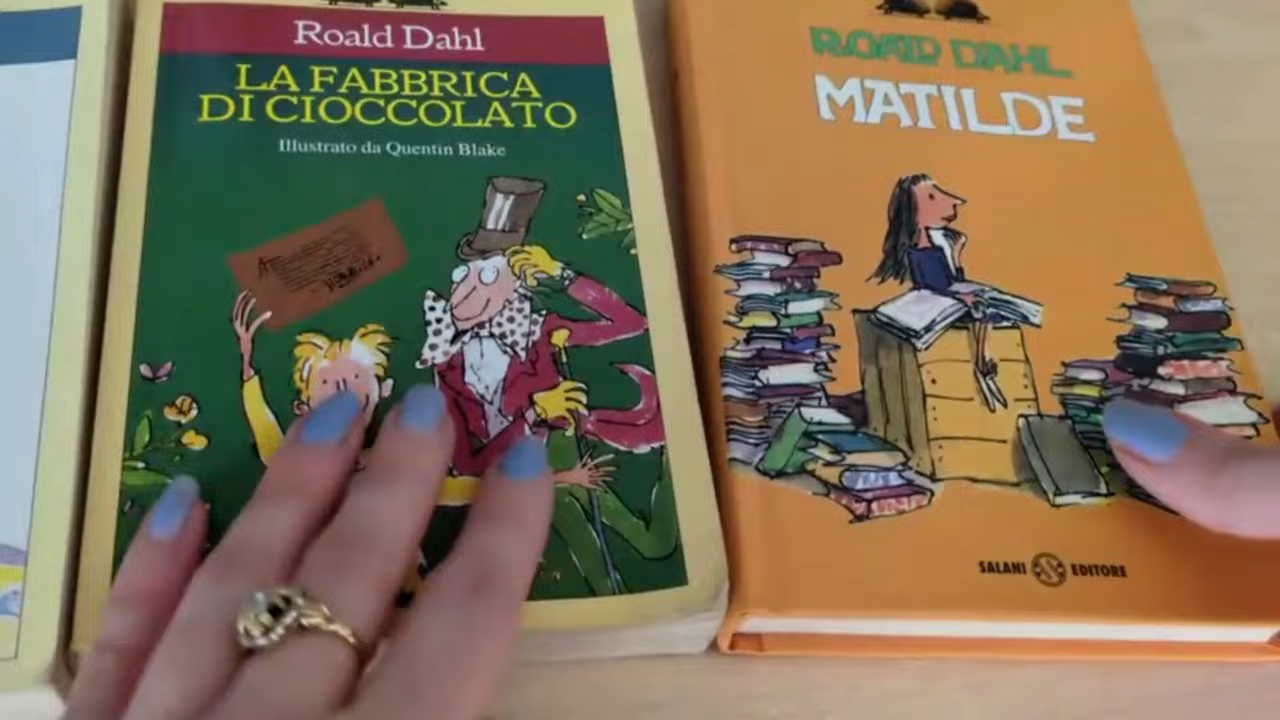 Roald Dahl
LA FABBRICA
DI CIOCCOLATO
Illustrato da Quentin Blake
ROALD DAHL
MATILDE
SALANI EDITORE